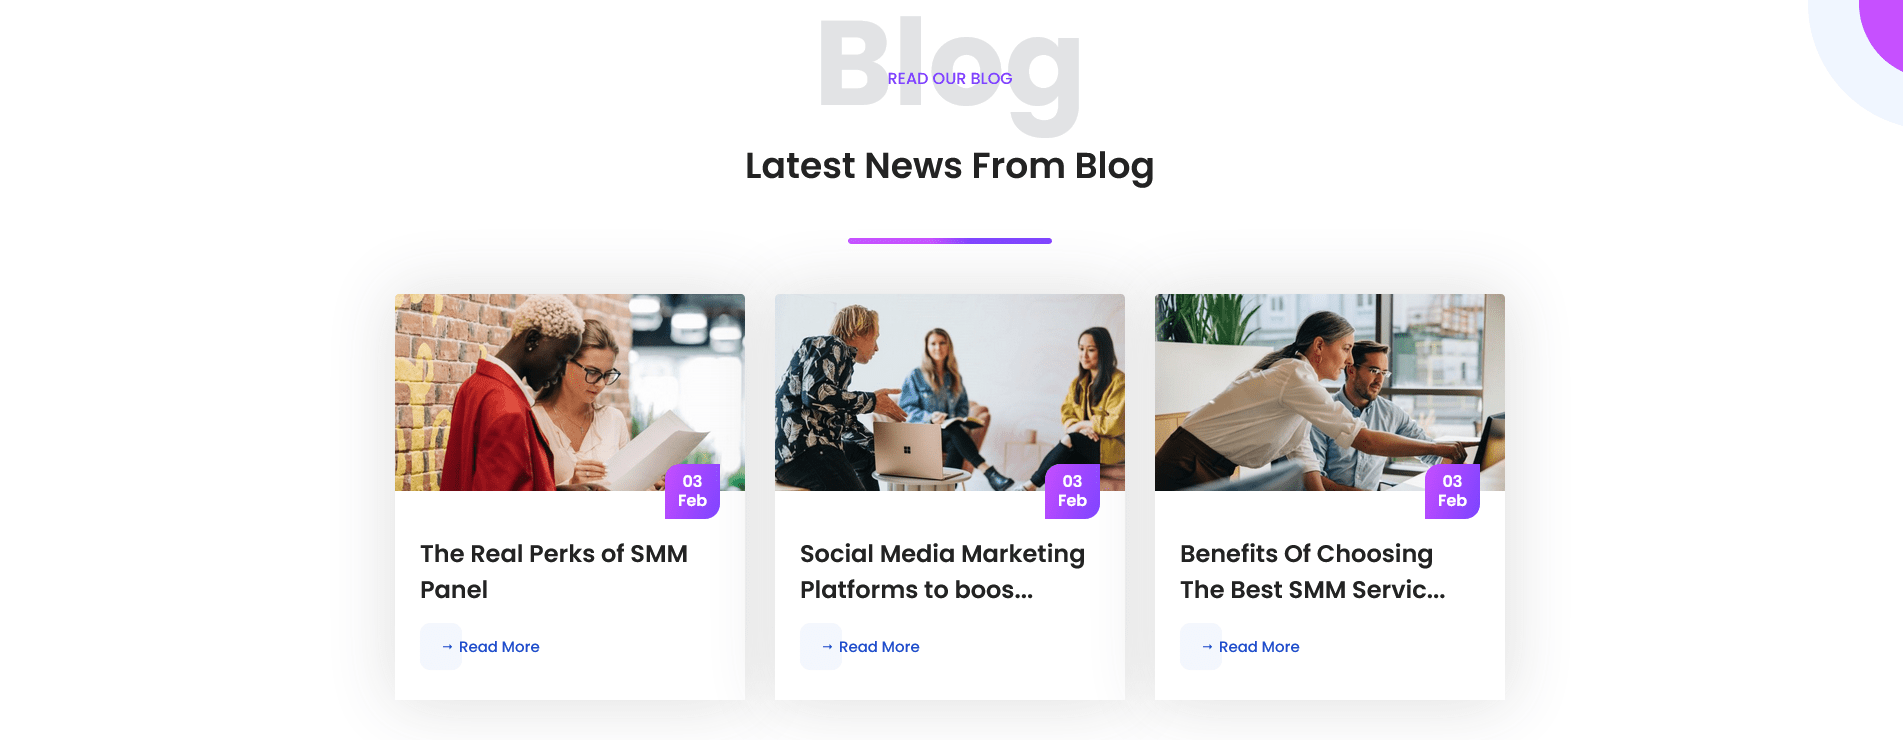 Blog
READ OUR BLOG
Latest News From Blog
03
Feb
The Real Perks of SMM
Panel
→ Read More
03
Feb
Social Media Marketing
Platforms to boos...
→ Read More
03
Feb
Benefits Of Choosing
The Best SMM Servic...
→ Read More